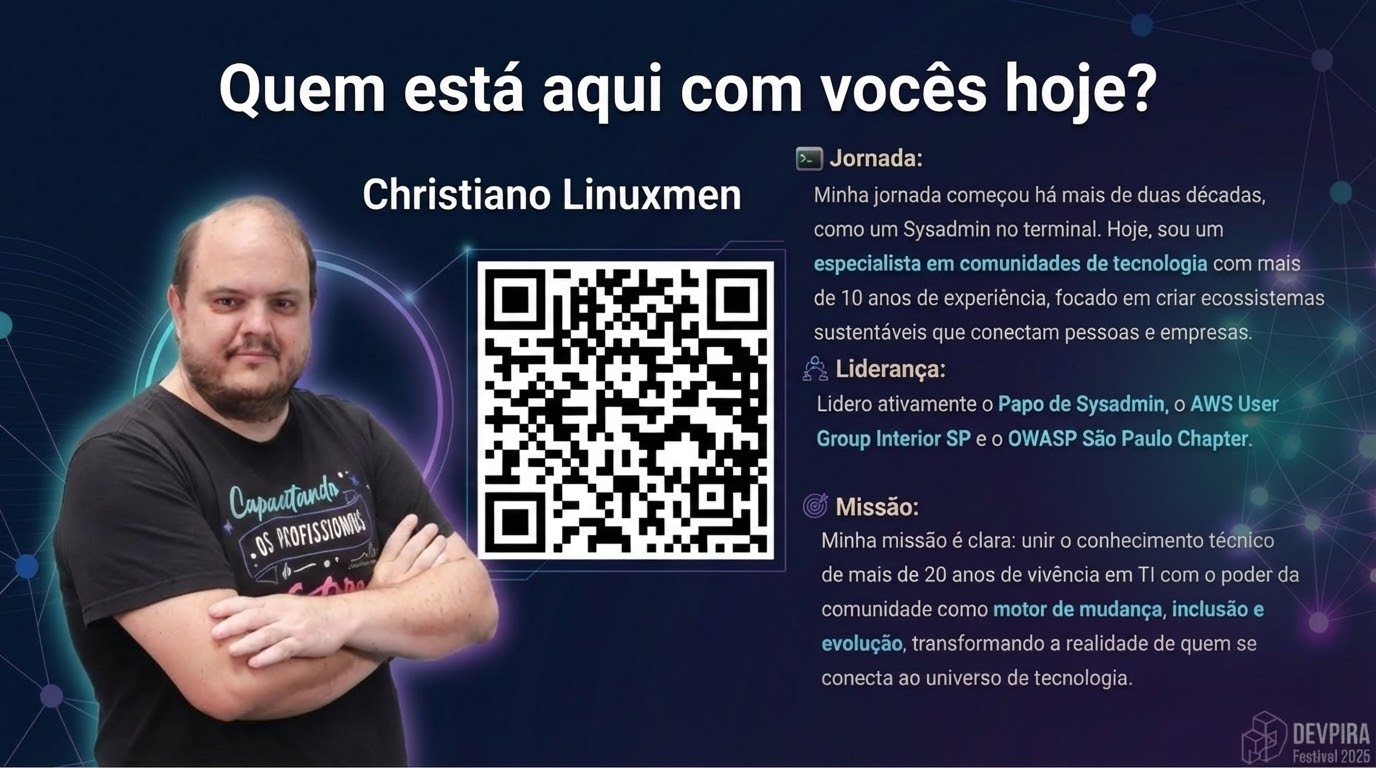 Quem está aqui com vocês hoje?
Christiano Linuxmen
Capacitando
OS PROFISSIONAIS
Jornada:
Minha jornada começou há mais de duas décadas,
como um Sysadmin no terminal. Hoje, sou um
especialista em comunidades de tecnologia com mais
de 10 anos de experiência, focado em criar ecossistemas
sustentáveis que conectam pessoas e empresas.
Liderança:
Lidero ativamente o Papo de Sysadmin, o AWS User
Group Interior SP e o OWASP São Paulo Chapter.
Missão:
Minha missão é clara: unir o conhecimento técnico
de mais de 20 anos de vivência em TI com o poder da
comunidade como motor de mudança, inclusão e
evolução, transformando a realidade de quem se
conecta ao universo de tecnologia.
DEVPIRA
Festival 2025